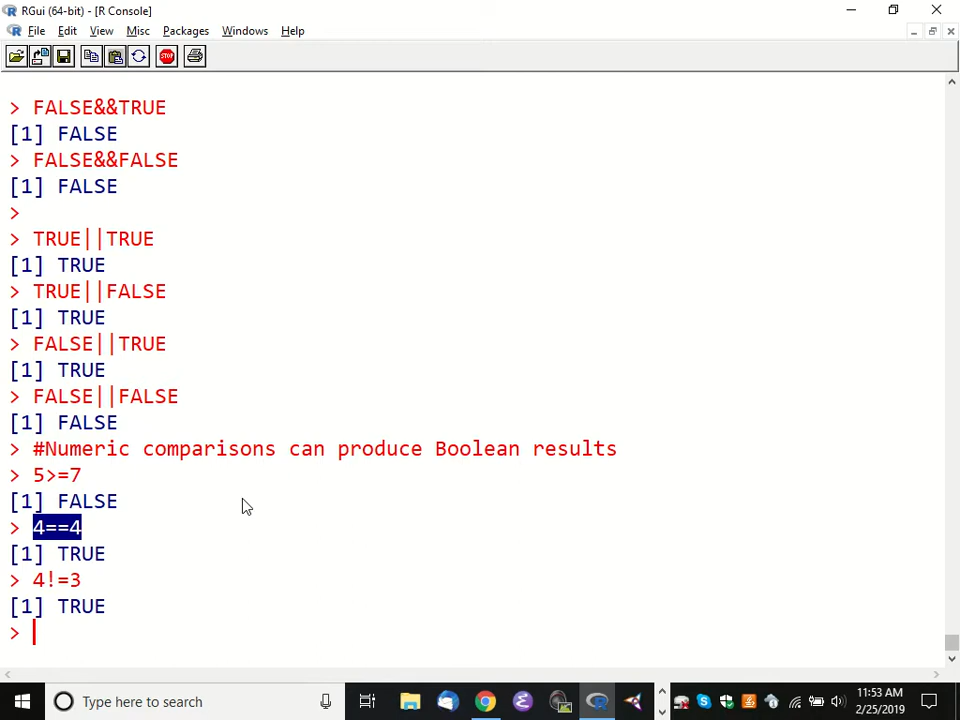 RGui (64-bit) - [R Console]
File Edit View Misc Packages Windows Help
STOP
> FALSE&&TRUE
[1] FALSE
> FALSE&&FALSE
[1] FALSE
>
> TRUE||TRUE
[1] TRUE
> TRUE||FALSE
[1] TRUE
> FALSE||TRUE
[1] TRUE
> FALSE||FALSE
[1] FALSE
> #Numeric comparisons can produce Boolean results
> 5>=7
[1] FALSE
> 4==4
[1] TRUE
> 4!=3
[1] TRUE
>
Type here to search
11:53 AM
2/25/2019